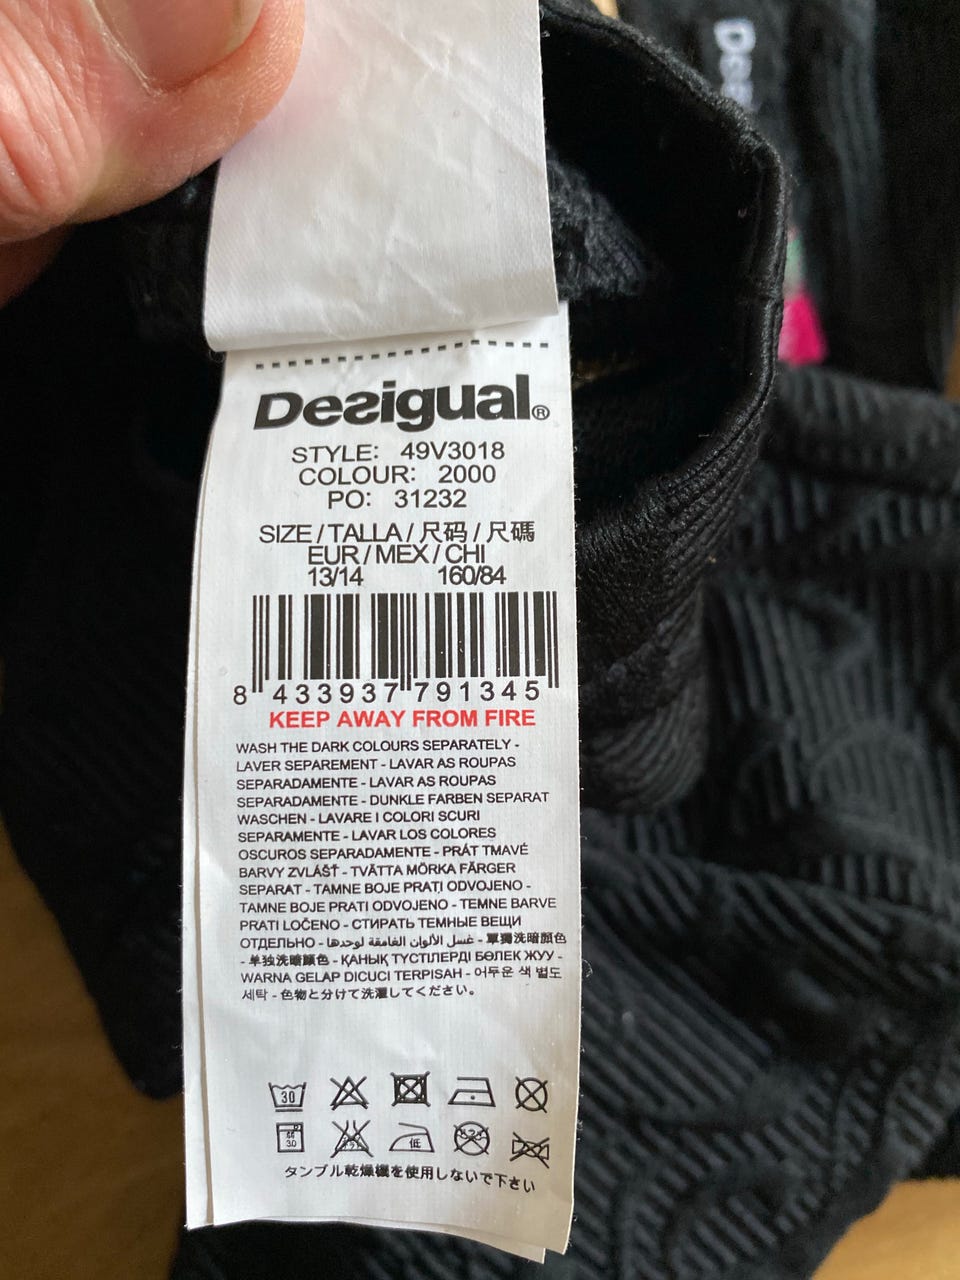 Desigual®
STYLE: 49V3018
COLOUR: 2000
PO: 31232
SIZE / TALLA / 尺码 / 尺碼
EUR / MEX / CHI
13/14 160/84
8 433937 791345
KEEP AWAY FROM FIRE
WASH THE DARK COLOURS SEPARATELY -
LAVER SEPAREMENT - LAVAR AS ROUPAS
SEPARADAMENTE - LAVAR AS ROUPAS
SEPARADAMENTE - DUNKLE FARBEN SEPARAT
WASCHEN - LAVARE I COLORI SCURI
SEPARAMENTE - LAVAR LOS COLORES
OSCUROS SEPARADAMENTE - PRÁT TMAVÉ
BARVY ZVLÁŠŤ - TVÄTTA MÖRKA FÄRGER
SEPARAT - TAMNE BOJE PRATI ODVOJENO -
TAMNE BOJE PRATI ODVOJENO - TEMNE BARVE
PRATI LOČENO - СТИРАТЬ ТЕМНЫЕ ВЕЩИ
ОТДЕЛЬНО - غسل الألوان الغامقة لوحدها - 單獨洗暗顏色
- 单独洗暗颜色 - ҚАНЫҚ ТҮСТІЛЕРДІ БӨЛЕК ЖУУ -
WARNA GELAP DICUCI TERPISAH - 어두운 색 별도
세탁 - 色物と分けて洗濯してください。
30
30
低
タンブル乾燥機を使用しないで下さい